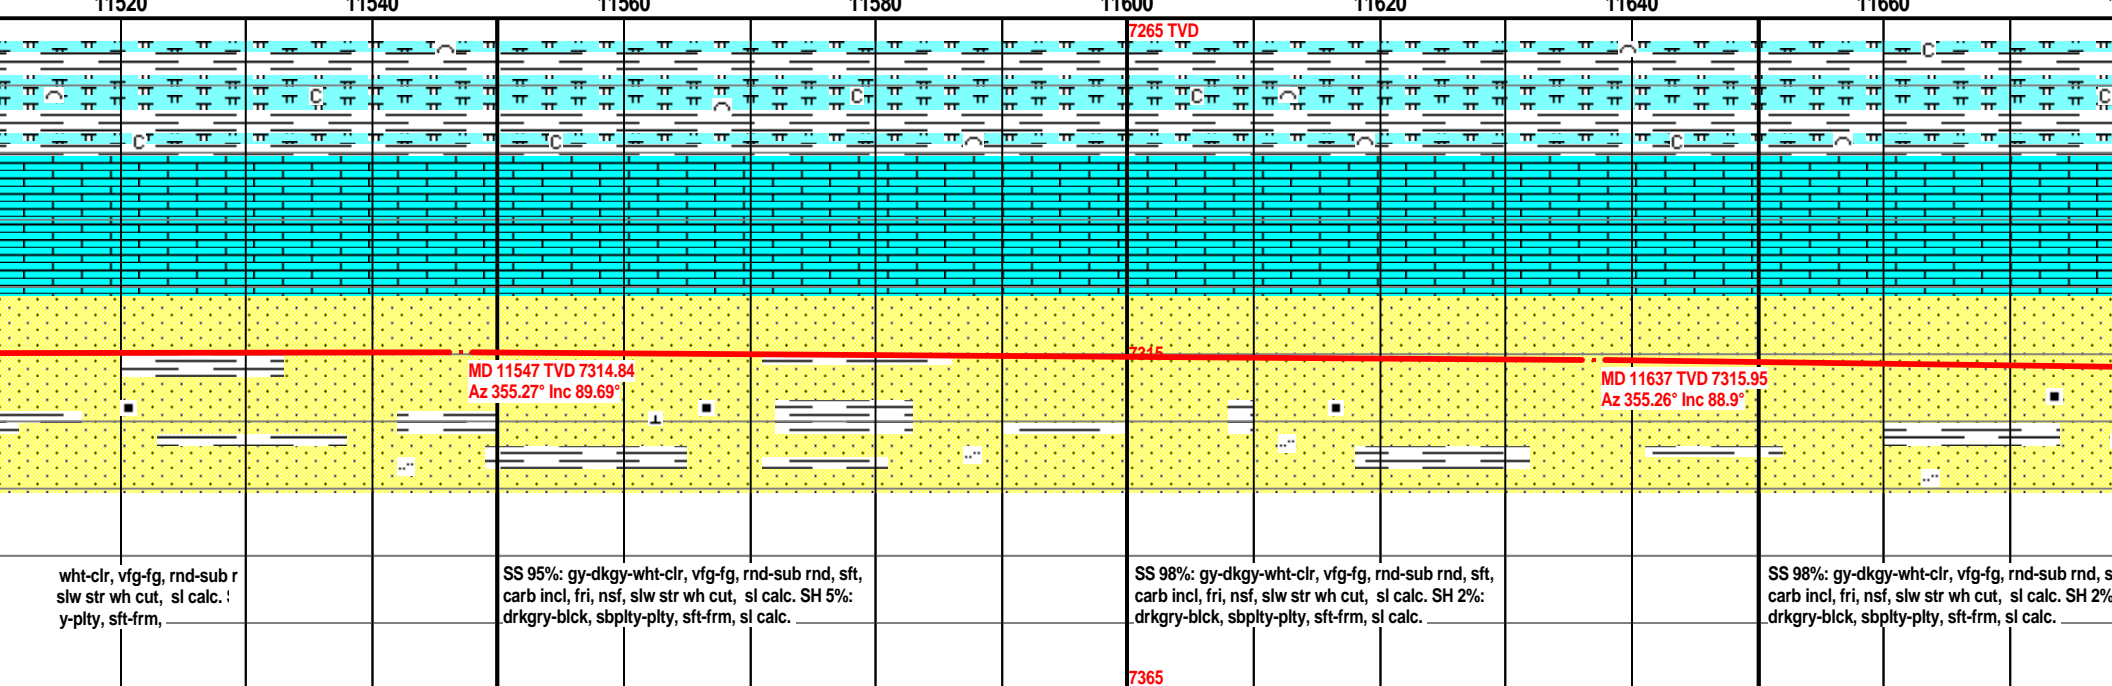 11520 11540 11560 11580 11600 11620 11640 11660
7265 TVD
7315
MD 11547 TVD 7314.84
Az 355.27° Inc 89.69°
MD 11637 TVD 7315.95
Az 355.26° Inc 88.9°
wht-clr, vfg-fg, rnd-sub r
slw str wh cut, sl calc.
y-plty, sft-frm,
SS 95%: gy-dkgy-wht-clr, vfg-fg, rnd-sub rnd, sft,
carb incl, fri, nsf, slw str wh cut, sl calc. SH 5%:
drkgry-blck, sbplty-plty, sft-frm, sl calc.
SS 98%: gy-dkgy-wht-clr, vfg-fg, rnd-sub rnd, sft,
carb incl, fri, nsf, slw str wh cut, sl calc. SH 2%:
drkgry-blck, sbplty-plty, sft-frm, sl calc.
SS 98%: gy-dkgy-wht-clr, vfg-fg, rnd-sub rnd, s
carb incl, fri, nsf, slw str wh cut, sl calc. SH 2%
drkgry-blck, sbplty-plty, sft-frm, sl calc.
7365